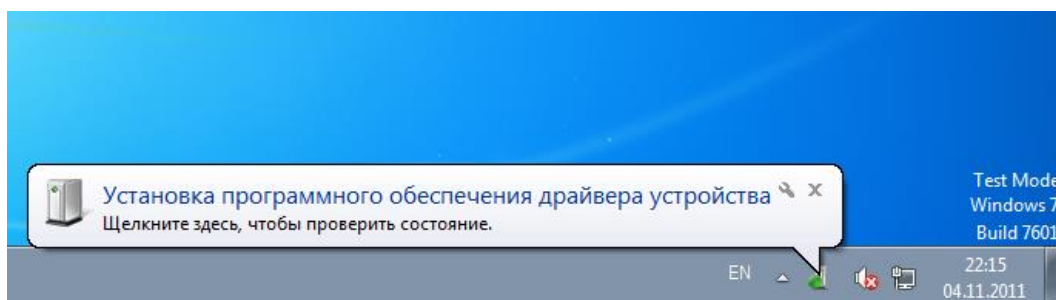 Установка программного обеспечения драйвера устройства
Щелкните здесь, чтобы проверить состояние.
Test Mode
Windows 7
Build 7601
EN
22:15
04.11.2011